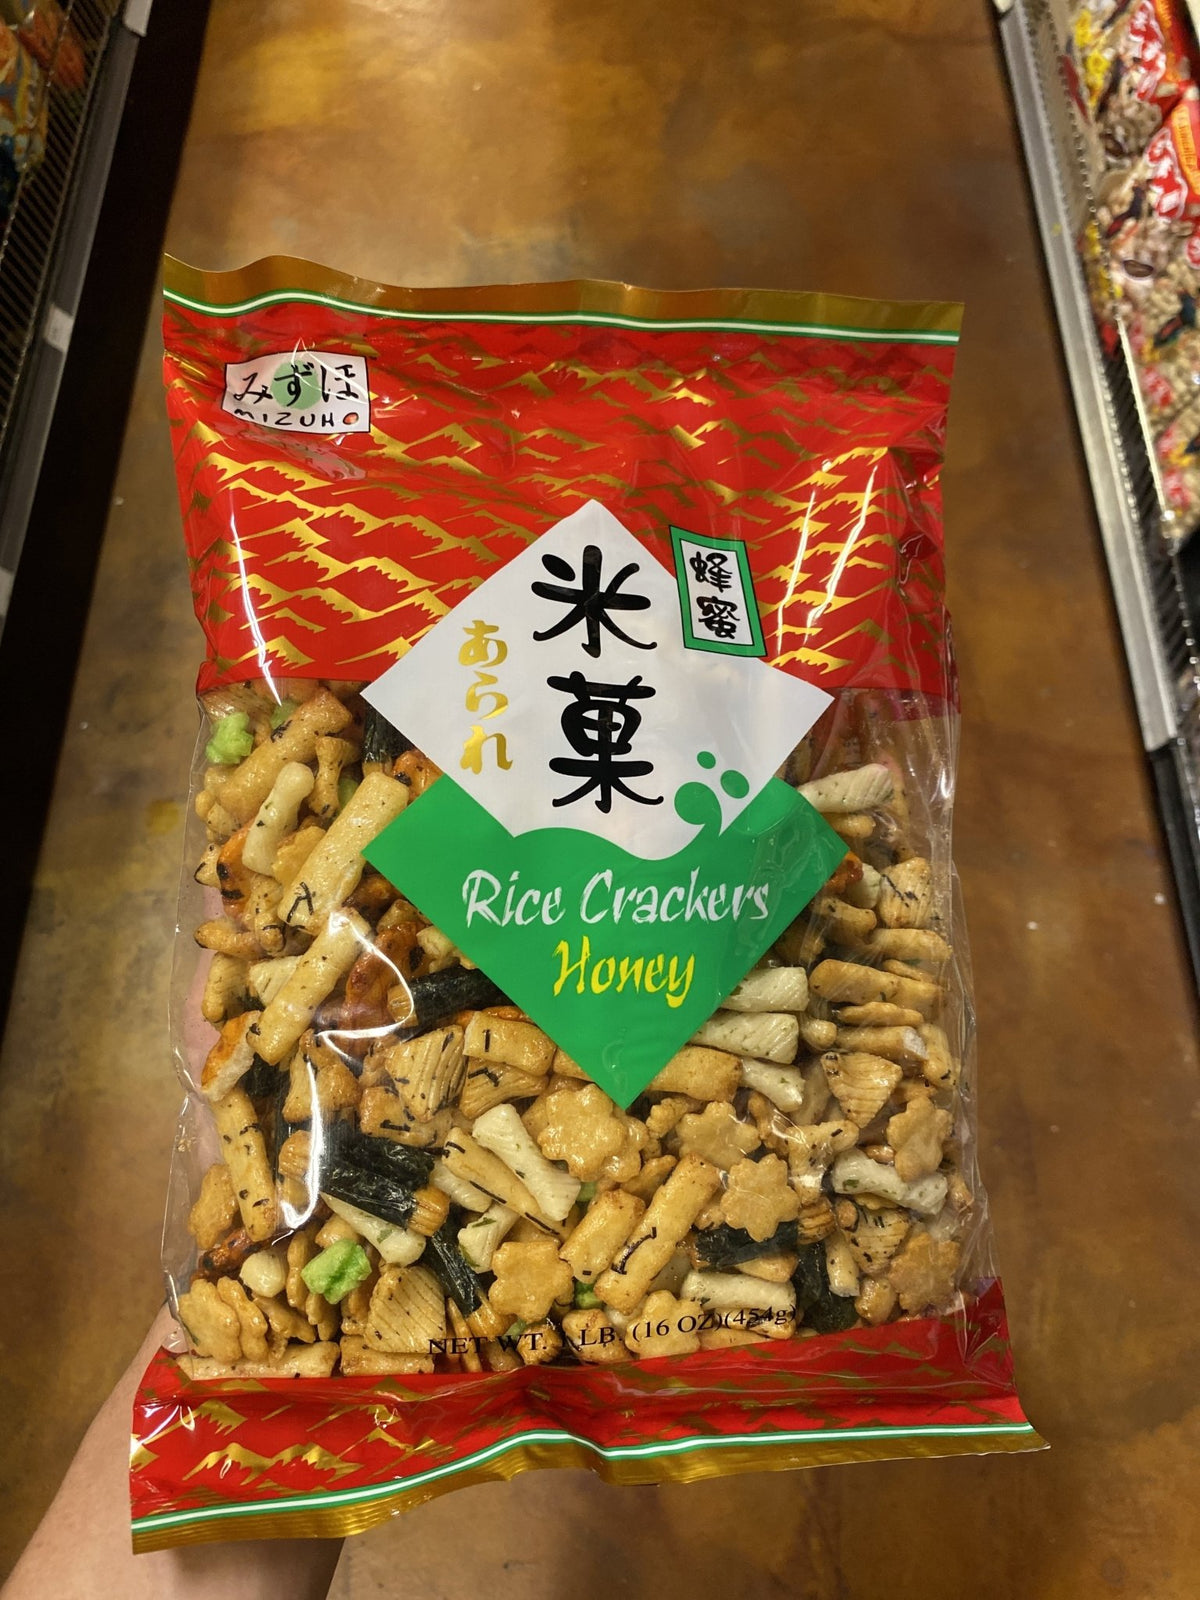 みずほ
MIZUHO
蜂蜜
米菓
あられ
Rice Crackers
Honey
NET WT. 1 LB. (16 OZ)(454g)